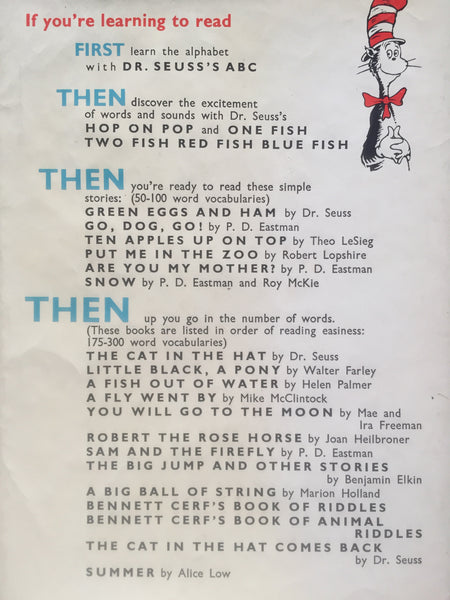 If you're learning to read
FIRST learn the alphabet
with DR. SEUSS'S ABC
THEN discover the excitement
of words and sounds with Dr. Seuss's
HOP ON POP and ONE FISH
TWO FISH RED FISH BLUE FISH
THEN you're ready to read these simple
stories: (50-100 word vocabularies)
GREEN EGGS AND HAM by Dr. Seuss
GO, DOG, GO! by P. D. Eastman
TEN APPLES UP ON TOP by Theo LeSieg
PUT ME IN THE ZOO by Robert Lopshire
ARE YOU MY MOTHER? by P. D. Eastman
SNOW by P. D. Eastman and Roy McKie
THEN up you go in the number of words.
(These books are listed in order of reading easiness:
175-300 word vocabularies)
THE CAT IN THE HAT by Dr. Seuss
LITTLE BLACK, A PONY by Walter Farley
A FISH OUT OF WATER by Helen Palmer
A FLY WENT BY by Mike McClintock
YOU WILL GO TO THE MOON by Mae and
Ira Freeman
ROBERT THE ROSE HORSE by Joan Heilbroner
SAM AND THE FIREFLY by P. D. Eastman
THE BIG JUMP AND OTHER STORIES
by Benjamin Elkin
A BIG BALL OF STRING by Marion Holland
BENNETT CERF'S BOOK OF RIDDLES
BENNETT CERF'S BOOK OF ANIMAL
RIDDLES
THE CAT IN THE HAT COMES BACK
by Dr. Seuss
SUMMER by Alice Low